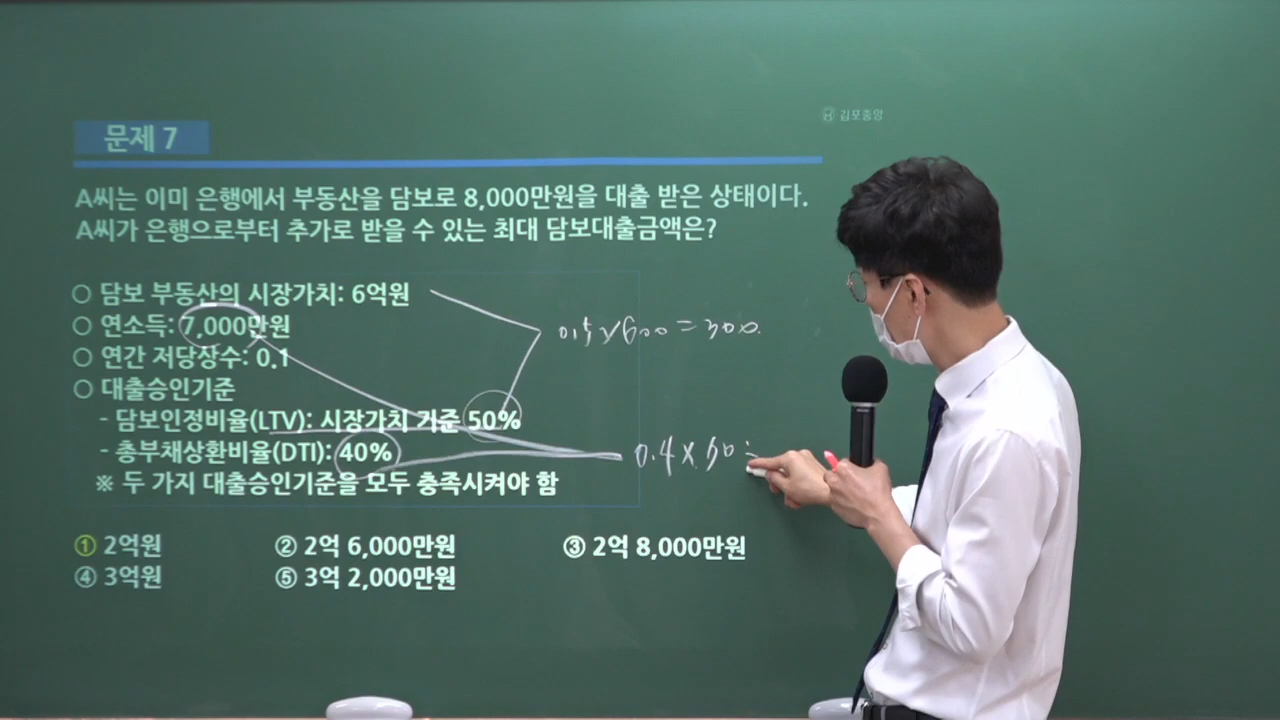 김포중앙
문제 7
A씨는 이미 은행에서 부동산을 담보로 8,000만원을 대출 받은 상태이다.
A씨가 은행으로부터 추가로 받을 수 있는 최대 담보대출금액은?
○ 담보 부동산의 시장가치: 6억원
○ 연소득: 7,000만원
○ 연간 저당상수: 0.1
○ 대출승인기준
- 담보인정비율(LTV): 시장가치 기준 50%
- 총부채상환비율(DTI): 40%
※ 두 가지 대출승인기준을 모두 충족시켜야 함
0.5×600=300.
0.4×
① 2억원 ② 2억 6,000만원 ③ 2억 8,000만원
④ 3억원 ⑤ 3억 2,000만원